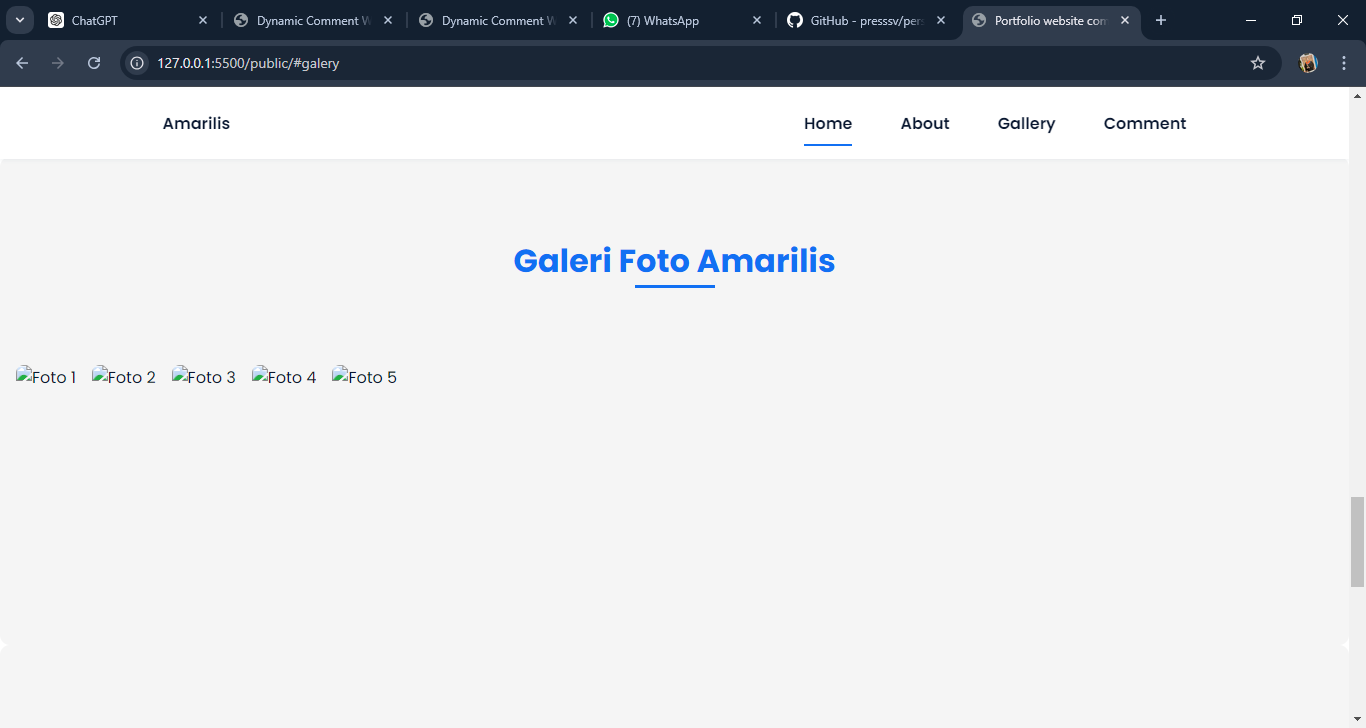 ChatGPT
Dynamic Comment W
Dynamic Comment W
(7) WhatsApp
GitHub - presssv/pers
Portfolio website com
127.0.0.1:5500/public/#galery
Amarilis
Home
About
Gallery
Comment
Galeri Foto Amarilis
Foto 1
Foto 2
Foto 3
Foto 4
Foto 5